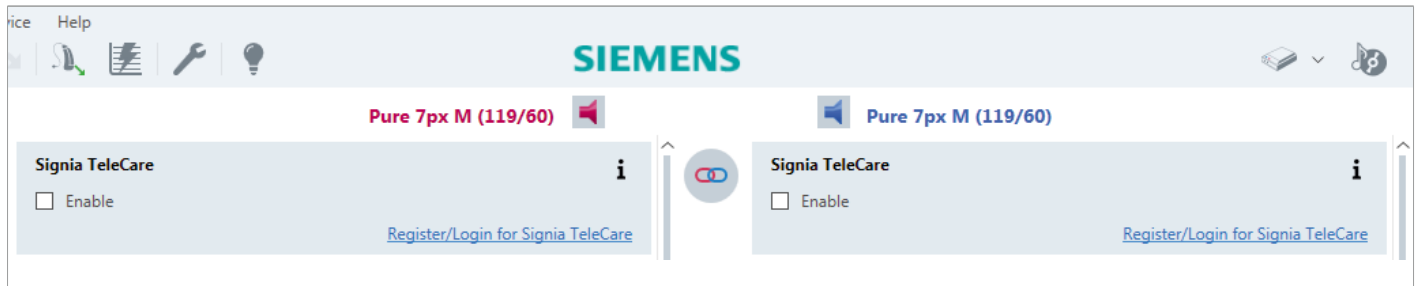 Help
SIEMENS
Pure 7px M (119/60)
Pure 7px M (119/60)
Signia TeleCare
i
Enable
Register/Login for Signia TeleCare
Signia TeleCare
i
Enable
Register/Login for Signia TeleCare